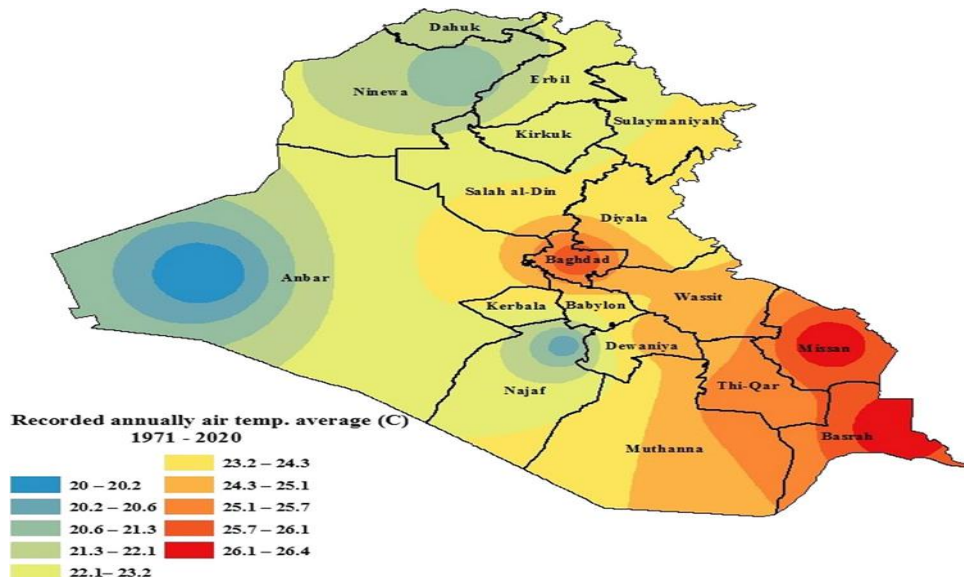 Dahuk
Erbil
Ninewa
Sulaymaniyah
Kirkuk
Salah al-Din
Diyala
Baghdad
Anbar
Wassit
Kerbala
Babylon
Dewaniya
Missan
Najaf
Thi-Qar
Basrah
Muthanna
Recorded annually air temp. average (C)
1971 - 2020
20 – 20.2
20.2 – 20.6
20.6 – 21.3
21.3 – 22.1
22.1– 23.2
23.2 – 24.3
24.3 – 25.1
25.1 – 25.7
25.7 – 26.1
26.1 – 26.4